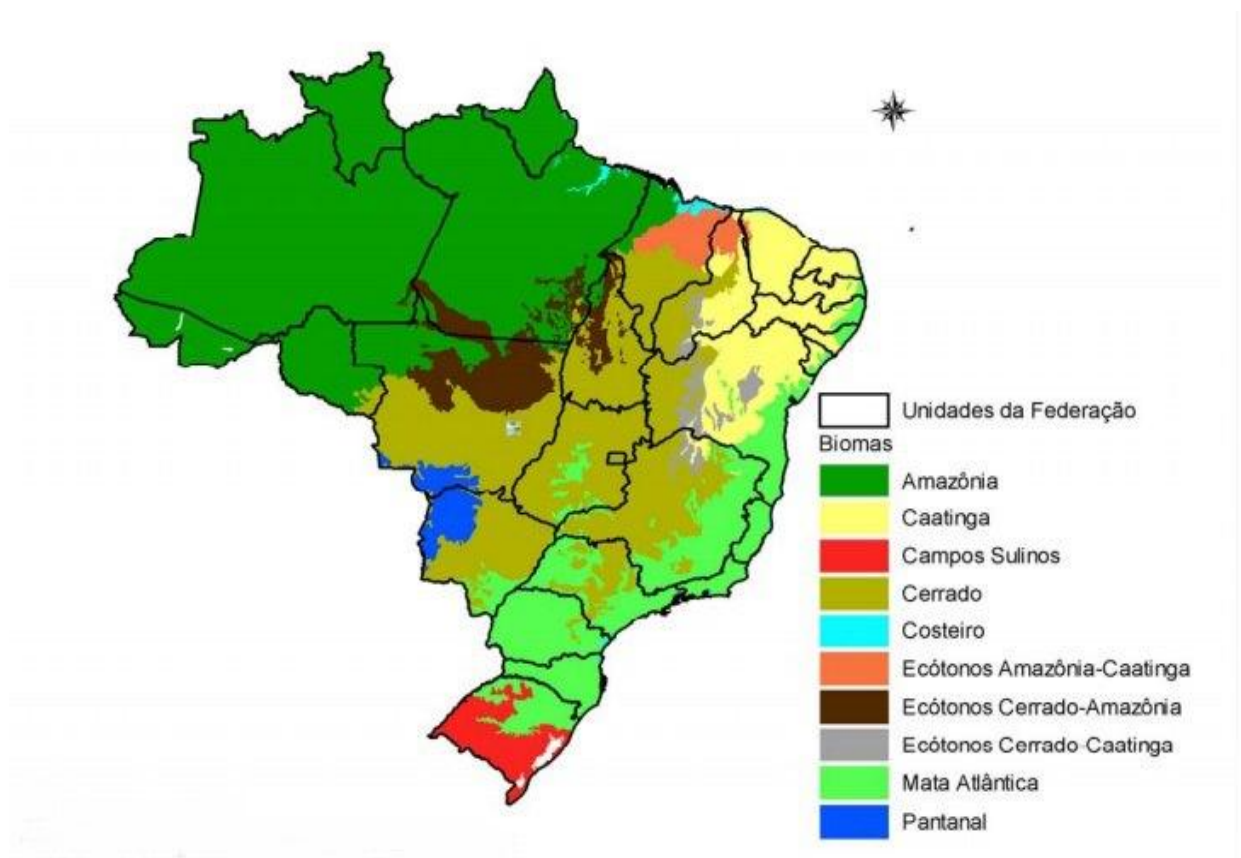 Unidades da Federação
Biomas
Amazônia
Caatinga
Campos Sulinos
Cerrado
Costeiro
Ecótonos Amazônia-Caatinga
Ecótonos Cerrado-Amazônia
Ecótonos Cerrado-Caatinga
Mata Atlântica
Pantanal